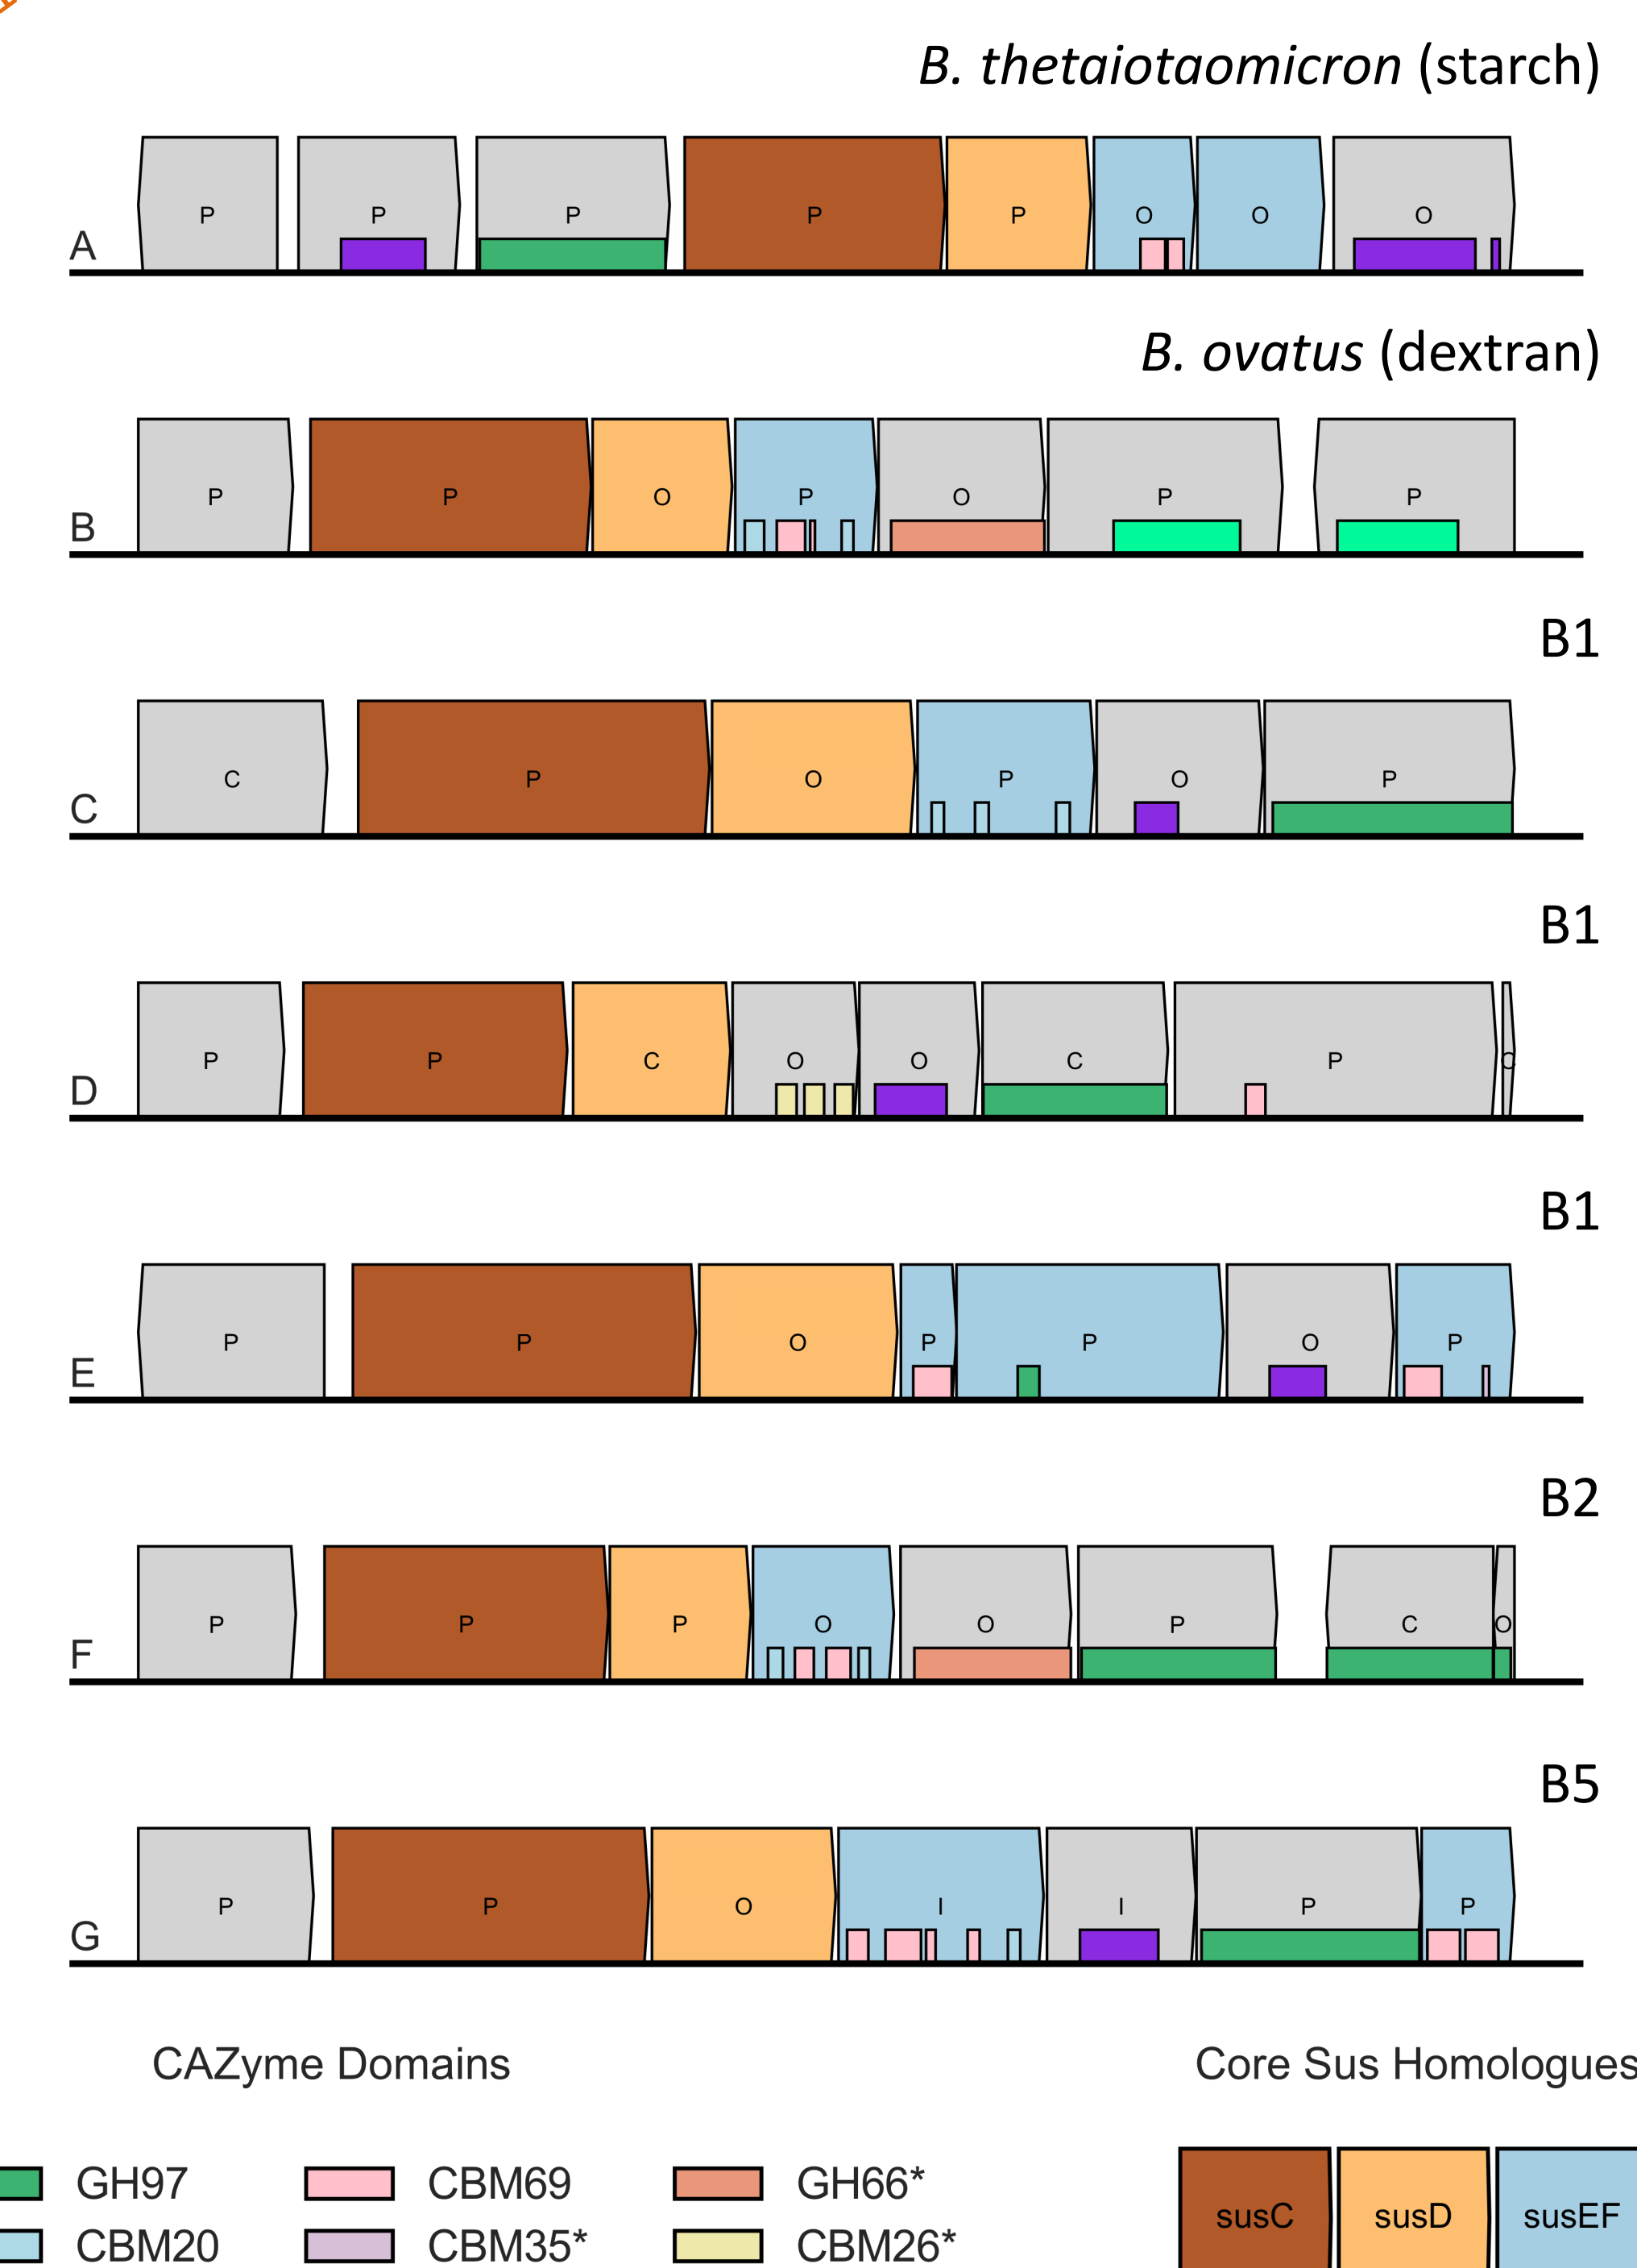 B. thetaiotaomicron (starch)
P P P P P O O O
A
B. ovatus (dextran)
P P O P O P P
B
B1
C P O P O P
C
B1
P P C O O C P C
D
B1
P P O P P O P
E
B2
P P P O O P C O
F
B5
P P O I I P P
G
CAZyme Domains Core Sus Homologues
GH97 CBM69 GH66*
susC susD susEF
CBM20 CBM35* CBM26*